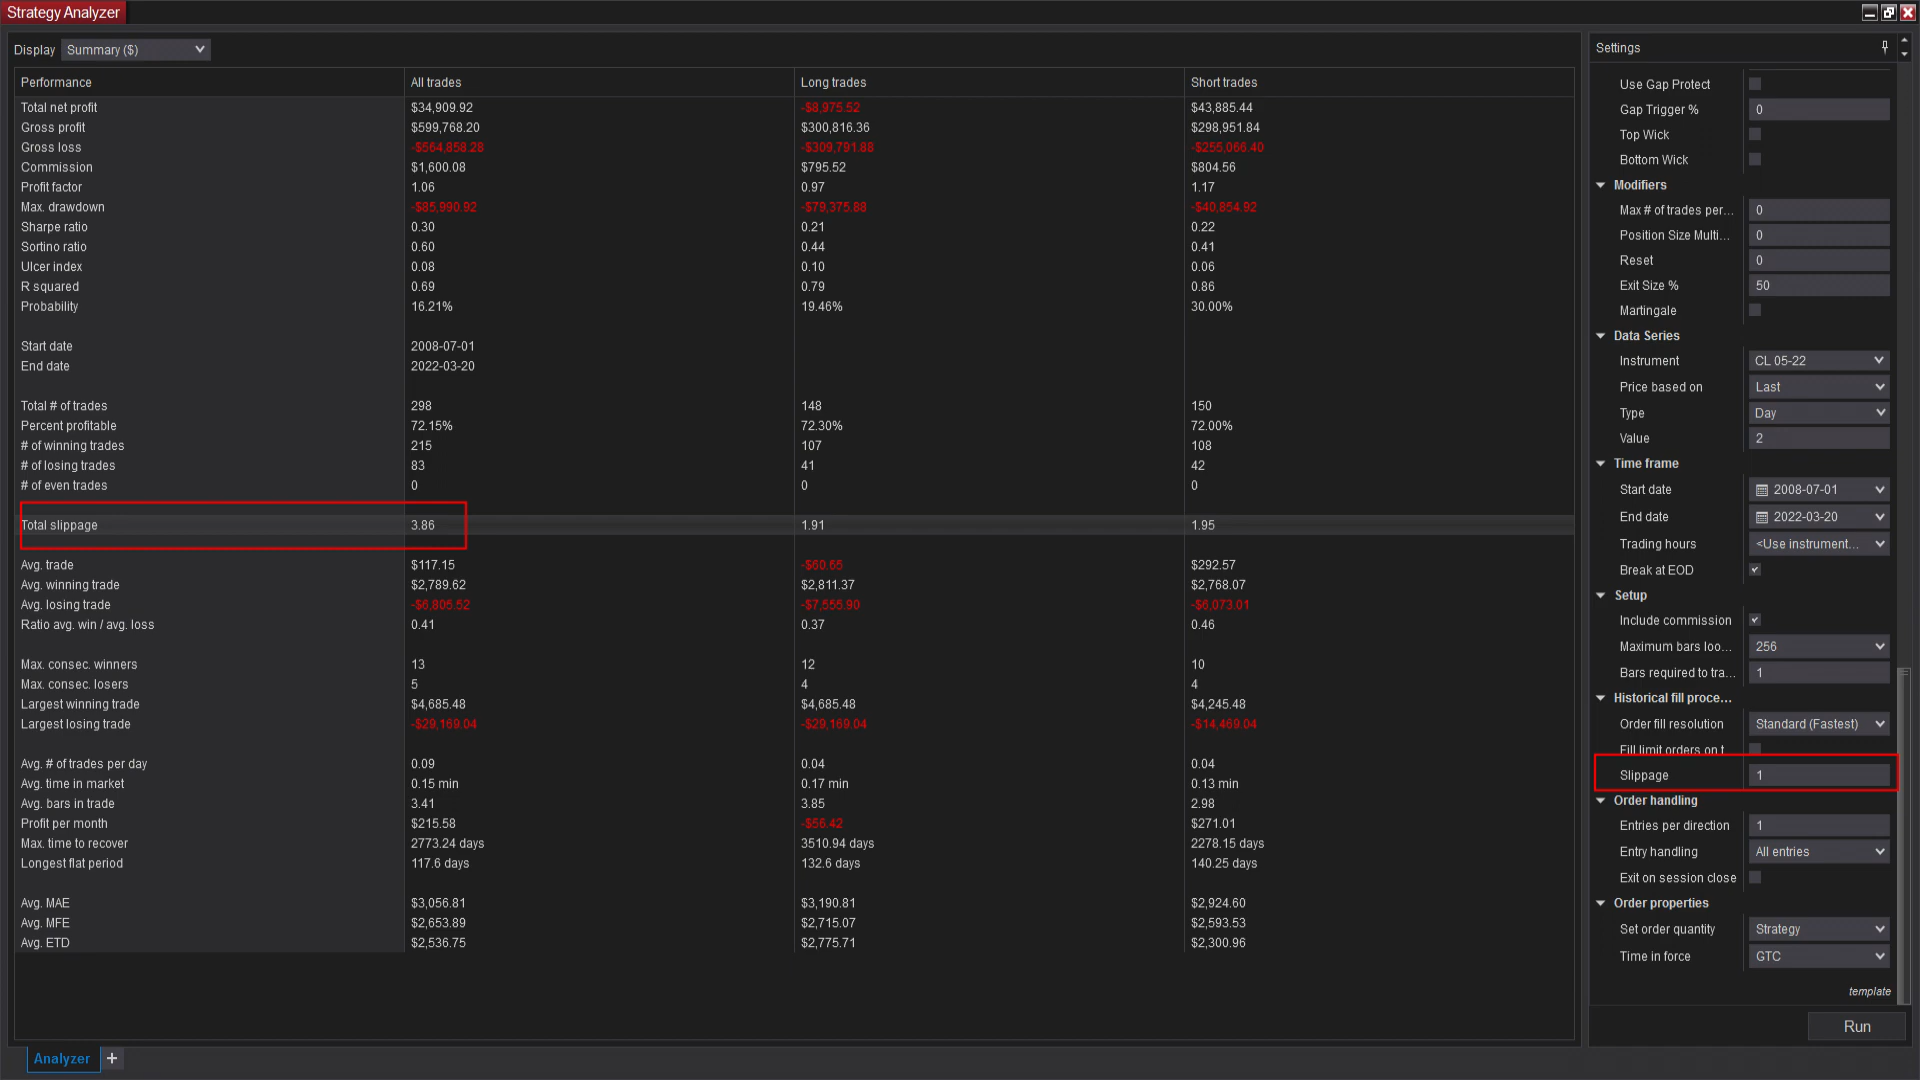 Strategy Analyzer
Display Summary ($)
Performance All trades Long trades Short trades
Total net profit $34,909.92 -$8,975.52 $43,885.44
Gross profit $599,768.20 $300,816.36 $298,951.84
Gross loss -$564,858.28 -$309,791.88 -$255,066.40
Commission $1,600.08 $795.52 $804.56
Profit factor 1.06 0.97 1.17
Max. drawdown -$85,990.92 -$79,375.88 -$40,854.92
Sharpe ratio 0.30 0.21 0.22
Sortino ratio 0.60 0.44 0.41
Ulcer index 0.08 0.10 0.06
R squared 0.69 0.79 0.86
Probability 16.21% 19.46% 30.00%
Start date 2008-07-01
End date 2022-03-20
Total # of trades 298 148 150
Percent profitable 72.15% 72.30% 72.00%
# of winning trades 215 107 108
# of losing trades 83 41 42
# of even trades 0 0 0
Total slippage 3.86 1.91 1.95
Avg. trade $117.15 -$60.65 $292.57
Avg. winning trade $2,789.62 $2,811.37 $2,768.07
Avg. losing trade -$6,805.52 -$7,555.90 -$6,073.01
Ratio avg. win / avg. loss 0.41 0.37 0.46
Max. consec. winners 13 12 10
Max. consec. losers 5 4 4
Largest winning trade $4,685.48 $4,685.48 $4,245.48
Largest losing trade -$29,169.04 -$29,169.04 -$14,469.04
Avg. # of trades per day 0.09 0.04 0.04
Avg. time in market 0.15 min 0.17 min 0.13 min
Avg. bars in trade 3.41 3.85 2.98
Profit per month $215.58 -$56.42 $271.01
Max. time to recover 2773.24 days 3510.94 days 2278.15 days
Longest flat period 117.6 days 132.6 days 140.25 days
Avg. MAE $3,056.81 $3,190.81 $2,924.60
Avg. MFE $2,653.89 $2,715.07 $2,593.53
Avg. ETD $2,536.75 $2,775.71 $2,300.96
Analyzer +
Settings
Use Gap Protect
Gap Trigger % 0
Top Wick
Bottom Wick
Modifiers
Max # of trades per... 0
Position Size Multi... 0
Reset 0
Exit Size % 50
Martingale
Data Series
Instrument CL 05-22
Price based on Last
Type Day
Value 2
Time frame
Start date 2008-07-01
End date 2022-03-20
Trading hours <Use instrument...
Break at EOD
Setup
Include commission
Maximum bars loo... 256
Bars required to tra... 1
Historical fill proce...
Order fill resolution Standard (Fastest)
Fill limit orders on t
Slippage 1
Order handling
Entries per direction 1
Entry handling All entries
Exit on session close
Order properties
Set order quantity Strategy
Time in force GTC
template
Run